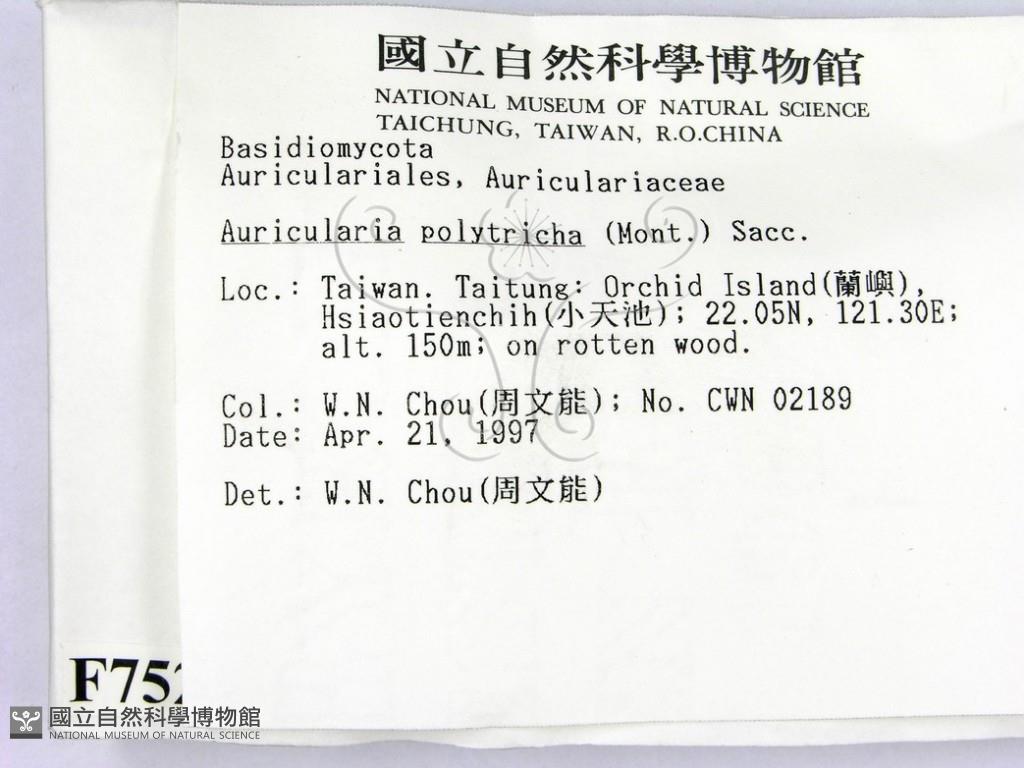 國立自然科學博物館
NATIONAL MUSEUM OF NATURAL SCIENCE
TAICHUNG, TAIWAN, R.O.CHINA
Basidiomycota
Auriculariales, Auriculariaceae
Auricularia polytricha (Mont.) Sacc.
Loc.: Taiwan. Taitung: Orchid Island(蘭嶼),
Hsiaotienchih(小天池); 22.05N, 121.30E;
alt. 150m; on rotten wood.
Col.: W.N. Chou(周文能); No. CWN 02189
Date: Apr. 21, 1997
Det.: W.N. Chou(周文能)
F752
國立自然科學博物館
NATIONAL MUSEUM OF NATURAL SCIENCE